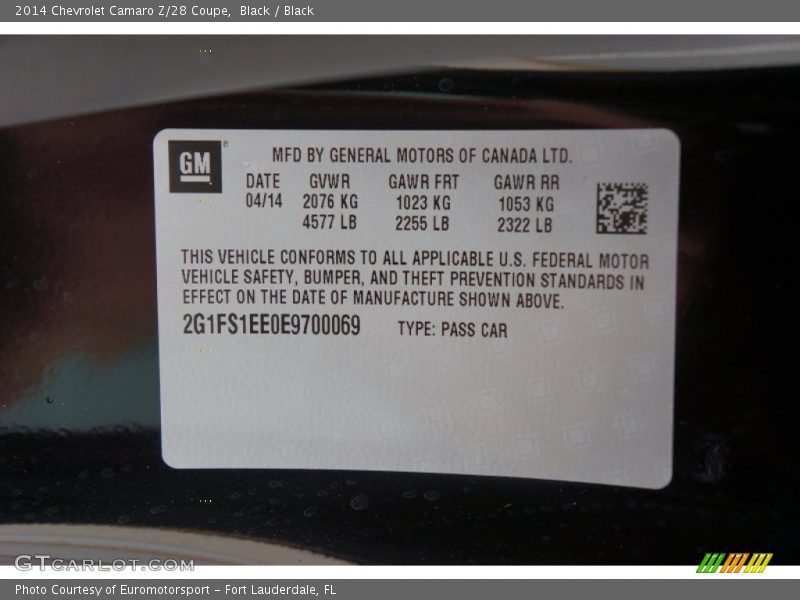 2014 Chevrolet Camaro Z/28 Coupe,  Black / Black
GM
MFD BY GENERAL MOTORS OF CANADA LTD.
DATE GVWR GAWR FRT GAWR RR
04/14 2076 KG 1023 KG 1053 KG
4577 LB 2255 LB 2322 LB
THIS VEHICLE CONFORMS TO ALL APPLICABLE U.S. FEDERAL MOTOR
VEHICLE SAFETY, BUMPER, AND THEFT PREVENTION STANDARDS IN
EFFECT ON THE DATE OF MANUFACTURE SHOWN ABOVE.
2G1FS1EE0E9700069 TYPE: PASS CAR
GTcarlot.com
Photo Courtesy of Euromotorsport - Fort Lauderdale, FL